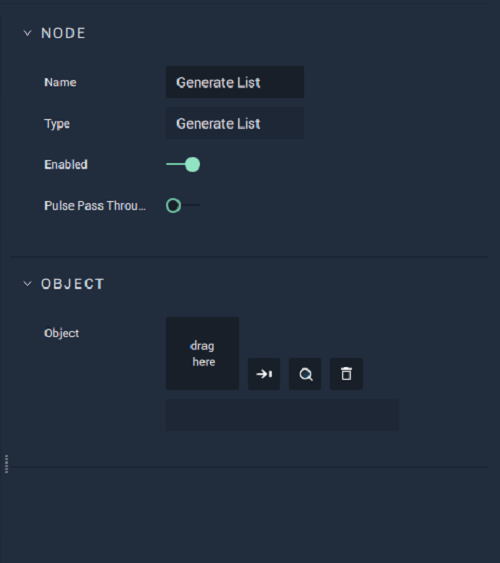 NODE
Name
Generate List
Type
Generate List
Enabled
Pulse Pass Throu...
OBJECT
Object
drag
here